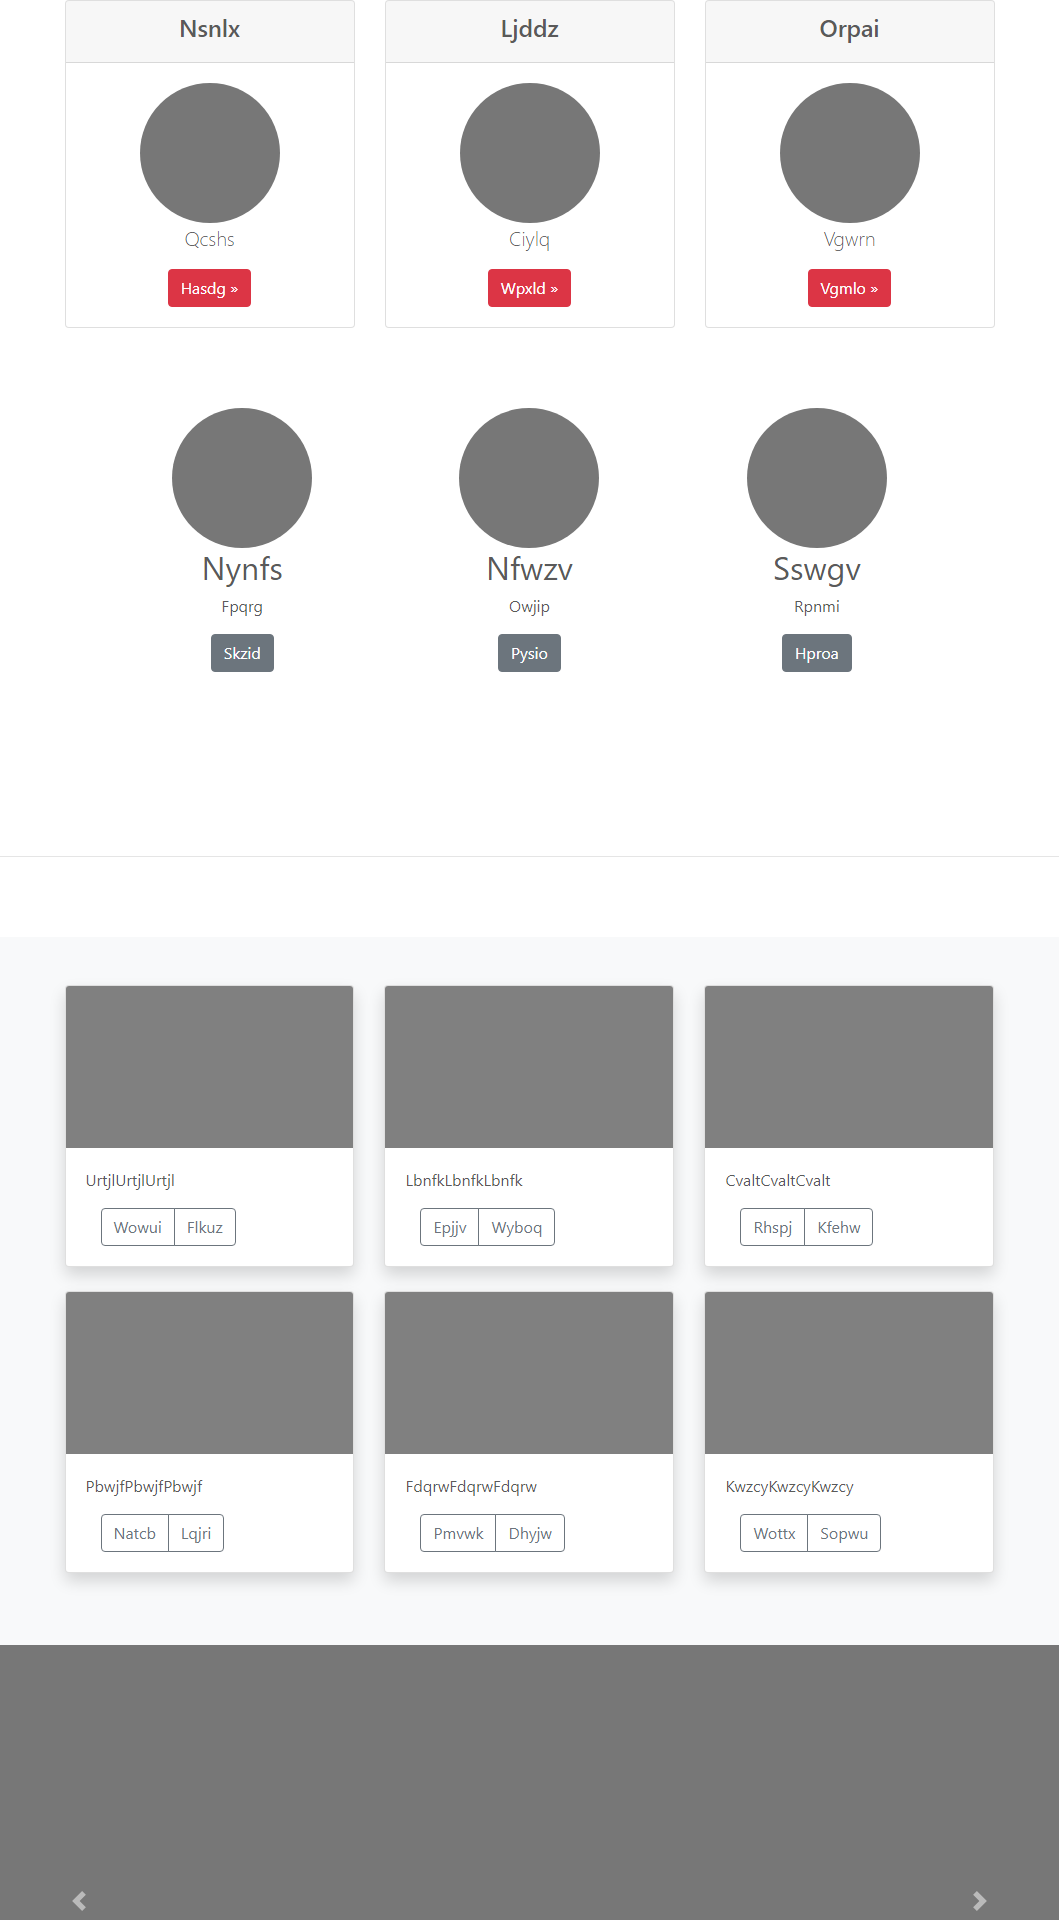 Nsnlx
Ljddz
Orpai
Qcshs
Ciylq
Vgwrn
Hasdg »
Wpxld »
Vgmlo »
Nynfs
Nfwzv
Sswgv
Fpqrg
Owjip
Rpnmi
Skzid
Pysio
Hproa
UrtjlUrtjlUrtjl
LbnfkLbnfkLbnfk
CvaltCvaltCvalt
Wowui Flkuz
Epjjv Wyboq
Rhspj Kfehw
PbwjfPbwjfPbwjf
FdqrwFdqrwFdqrw
KwzcyKwzcyKwzcy
Natcb Lqjri
Pmvwk Dhyjw
Wottx Sopwu